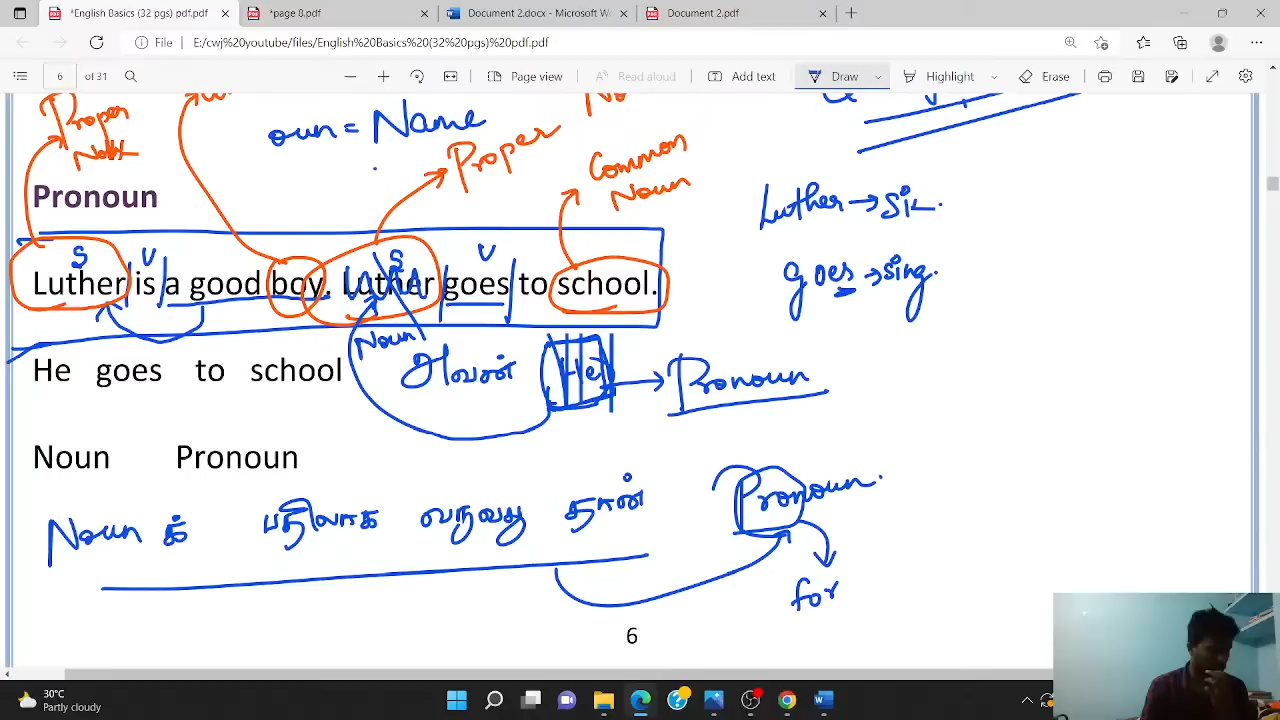 *English Basics (32 pgs) pdf.pdf
*page 8.pdf
Document 2.docx - Microsoft W
Document 2.pdf
File
E:/cwj%20youtube/files/English%20Basics%20(32%20pgs)%20pdf.pdf
6 of 31
Page view
Read aloud
Add text
Draw
Highlight
Erase
Proper
oun = Name
Proper
Common
Noun
Pronoun
Luther → Sing.
S V S V
Luther is a good boy. Luther goes to school.
goes → sing.
Noun
He goes to school
அவன்
He
Pronoun
Noun Pronoun
Noun க் பதிலாக வருவது தான்
Pronoun.
for
6
30°C
Partly cloudy